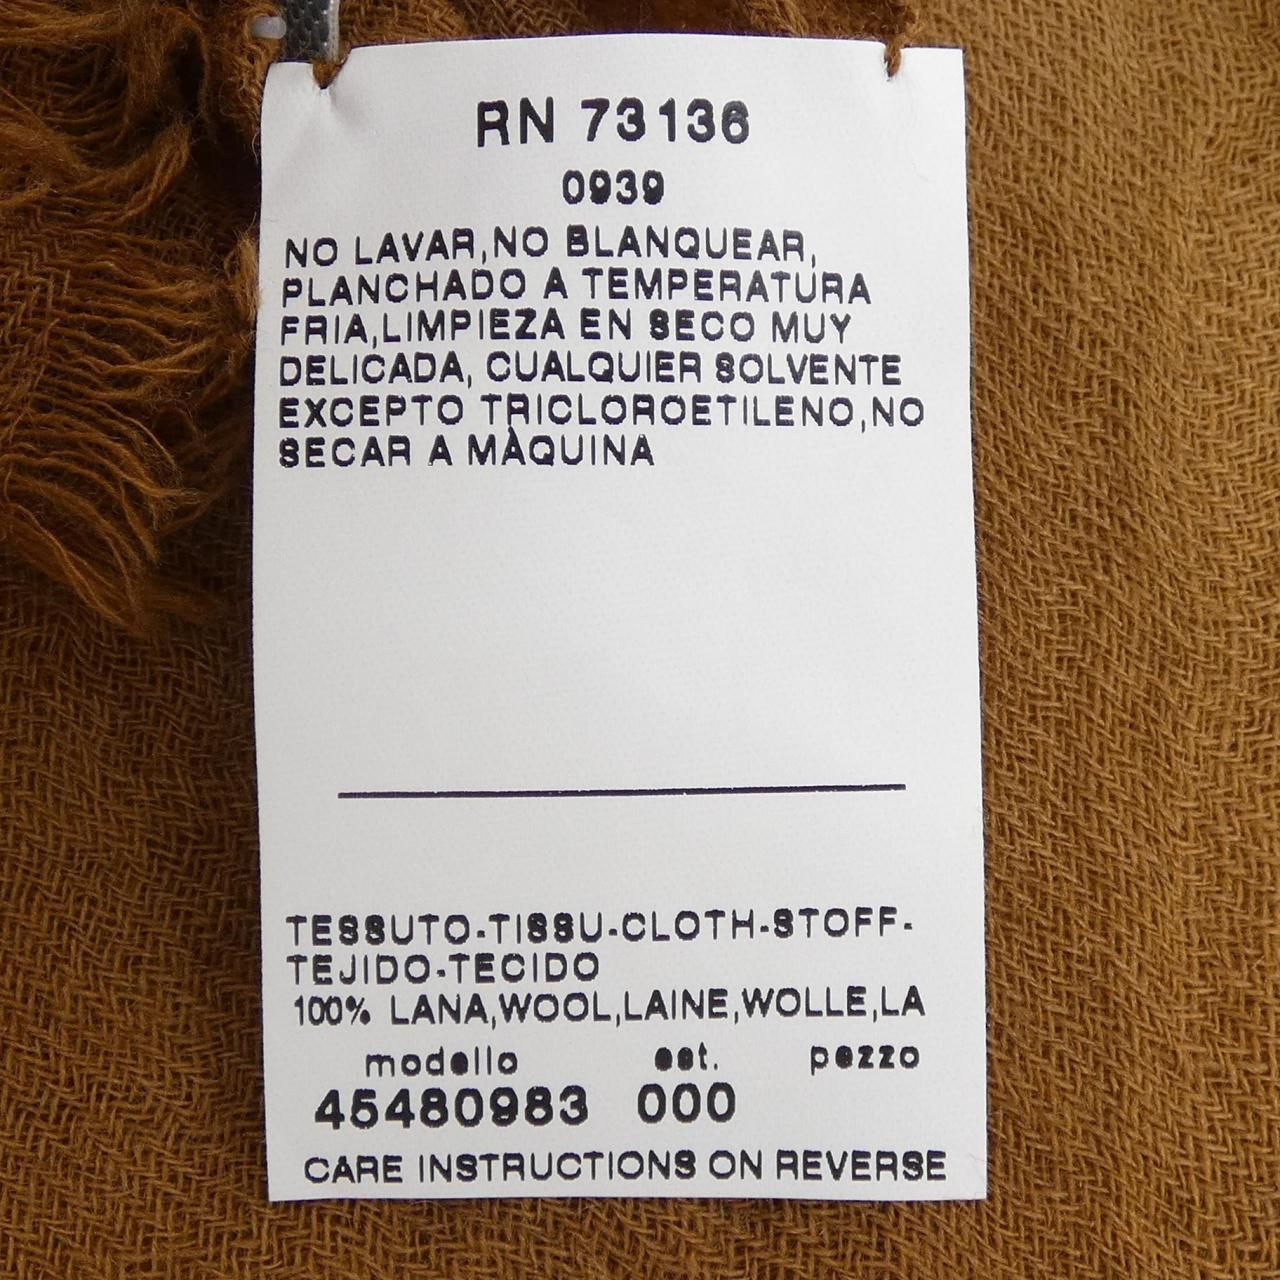 RN 73136
0939
NO LAVAR,NO BLANQUEAR,
PLANCHADO A TEMPERATURA
FRIA,LIMPIEZA EN SECO MUY
DELICADA, CUALQUIER SOLVENTE
EXCEPTO TRICLOROETILENO,NO
SECAR A MÀQUINA
TESSUTO-TISSU-CLOTH-STOFF-
TEJIDO-TECIDO
100% LANA,WOOL,LAINE,WOLLE,LA
modello est. pezzo
45480983 000
CARE INSTRUCTIONS ON REVERSE